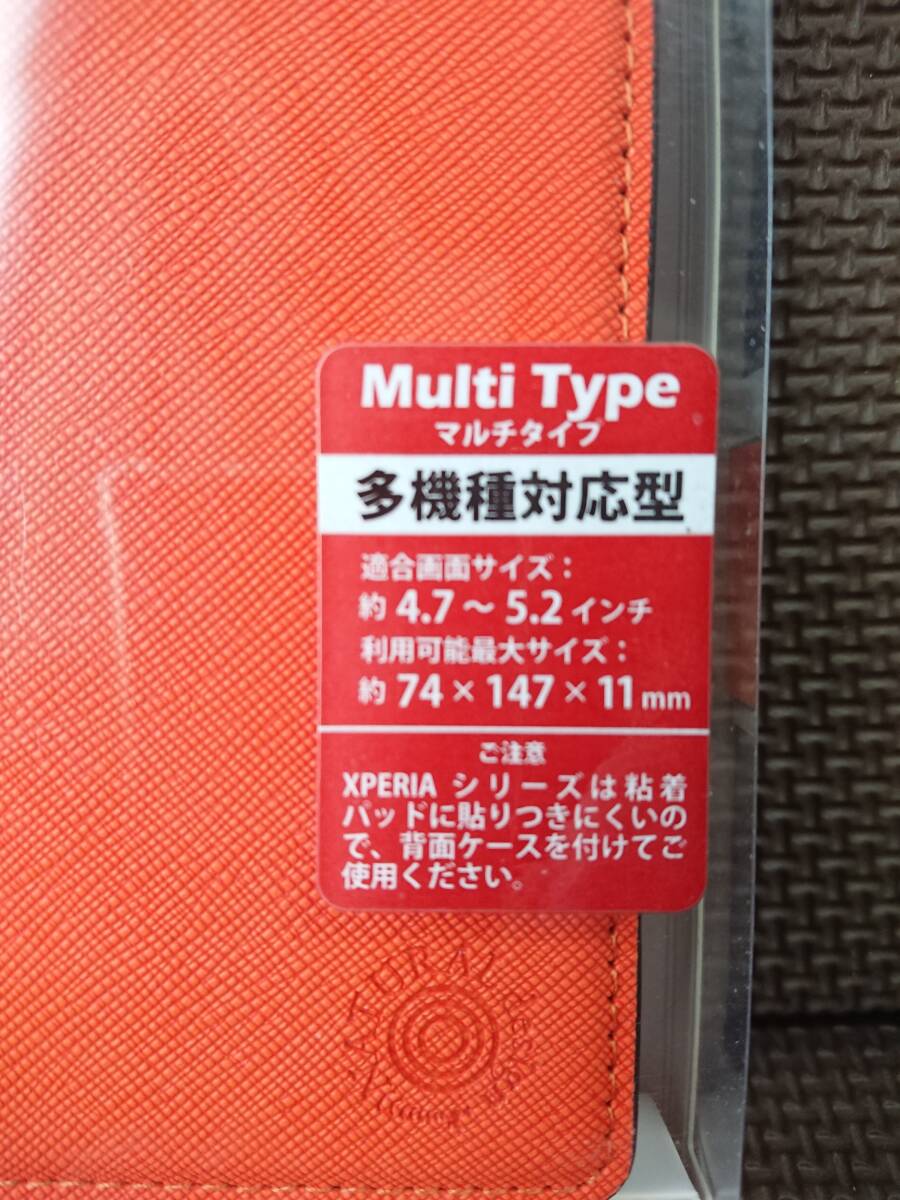 Multi Type
マルチタイプ
多機種対応型
適合画面サイズ：
約 4.7 〜 5.2 インチ
利用可能最大サイズ：
約 74 × 147 × 11 mm
ご注意
XPERIA シリーズは粘着
パッドに貼りつきにくいの
で、背面ケースを付けてご
使用ください。
NATURAL design